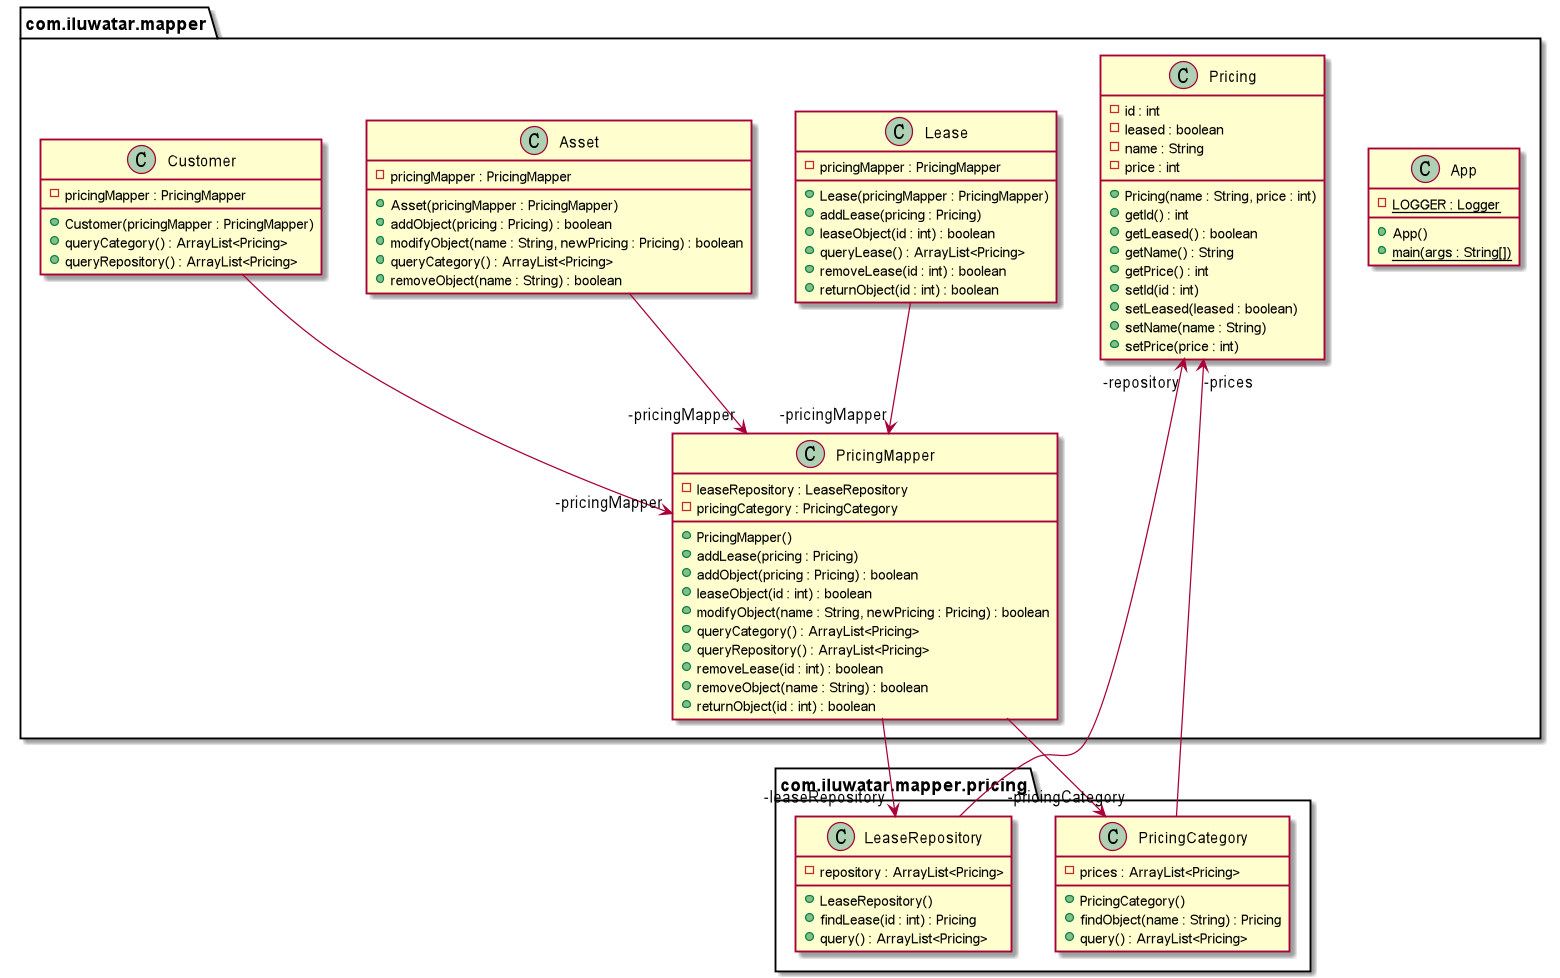 com.iluwatar.mapper
C Customer
pricingMapper : PricingMapper
Customer(pricingMapper : PricingMapper)
queryCategory() : ArrayList<Pricing>
queryRepository() : ArrayList<Pricing>
C Asset
pricingMapper : PricingMapper
Asset(pricingMapper : PricingMapper)
addObject(pricing : Pricing) : boolean
modifyObject(name : String, newPricing : Pricing) : boolean
queryCategory() : ArrayList<Pricing>
removeObject(name : String) : boolean
C Lease
pricingMapper : PricingMapper
Lease(pricingMapper : PricingMapper)
addLease(pricing : Pricing)
leaseObject(id : int) : boolean
queryLease() : ArrayList<Pricing>
removeLease(id : int) : boolean
returnObject(id : int) : boolean
C Pricing
id : int
leased : boolean
name : String
price : int
Pricing(name : String, price : int)
getId() : int
getLeased() : boolean
getName() : String
getPrice() : int
setId(id : int)
setLeased(leased : boolean)
setName(name : String)
setPrice(price : int)
C App
LOGGER : Logger
App()
main(args : String[])
-repository
-prices
-pricingMapper
-pricingMapper
-pricingMapper
C PricingMapper
leaseRepository : LeaseRepository
pricingCategory : PricingCategory
PricingMapper()
addLease(pricing : Pricing)
addObject(pricing : Pricing) : boolean
leaseObject(id : int) : boolean
modifyObject(name : String, newPricing : Pricing) : boolean
queryCategory() : ArrayList<Pricing>
queryRepository() : ArrayList<Pricing>
removeLease(id : int) : boolean
removeObject(name : String) : boolean
returnObject(id : int) : boolean
com.iluwatar.mapper.pricing
-leaseRepository
-pricingCategory
C LeaseRepository
repository : ArrayList<Pricing>
LeaseRepository()
findLease(id : int) : Pricing
query() : ArrayList<Pricing>
C PricingCategory
prices : ArrayList<Pricing>
PricingCategory()
findObject(name : String) : Pricing
query() : ArrayList<Pricing>